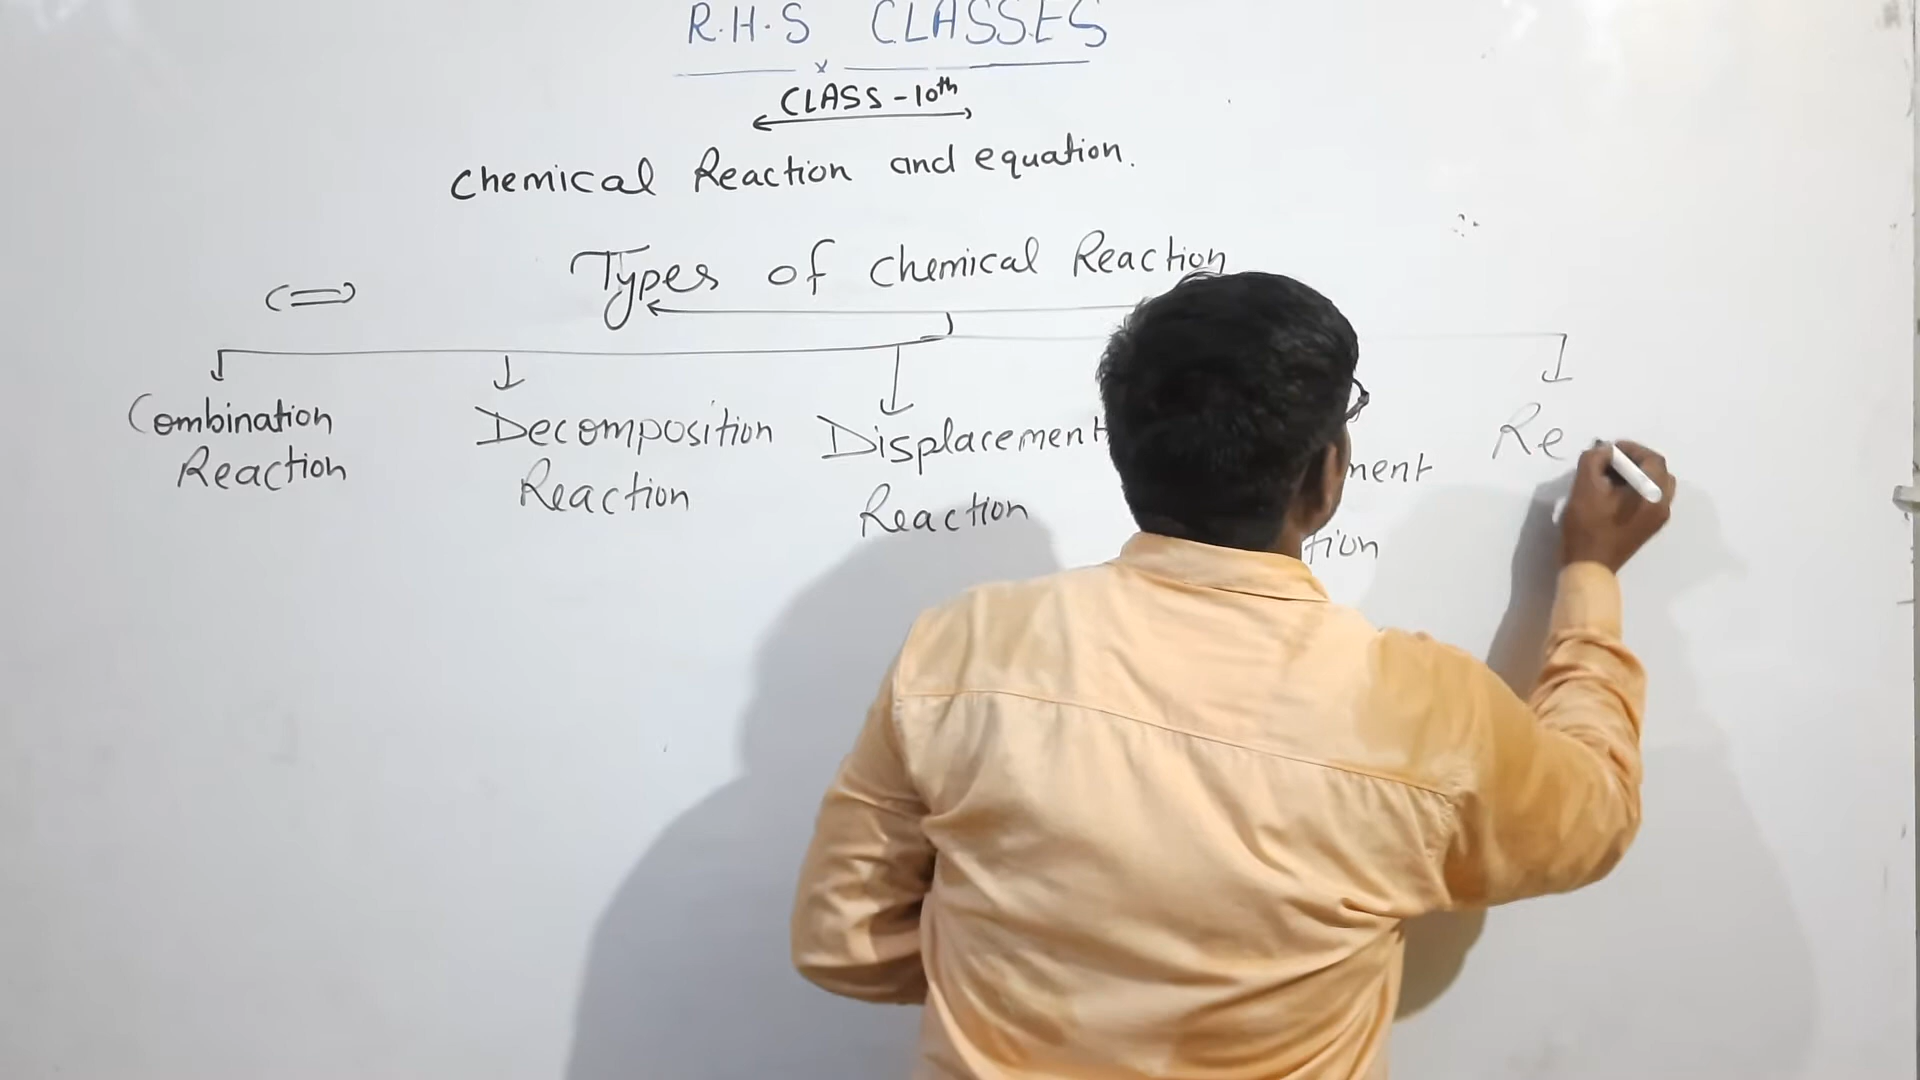 R.H.S CLASSES
CLASS-10th
Chemical Reaction and equation.
Types of Chemical Reaction
Combination
Reaction
Decomposition
Reaction
Displacement
Reaction
ment
tion
Re